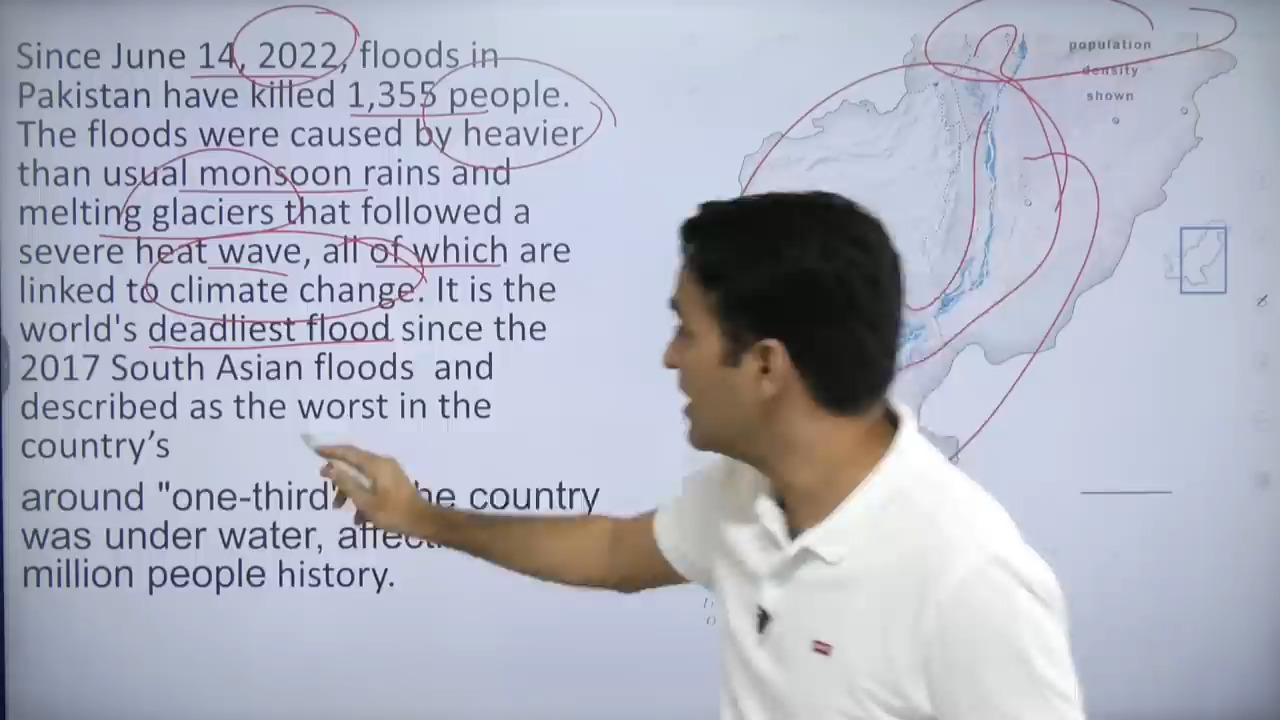 Since June 14, 2022, floods in
Pakistan have killed 1,355 people.
The floods were caused by heavier
than usual monsoon rains and
melting glaciers that followed a
severe heat wave, all of which are
linked to climate change. It is the
world's deadliest flood since the
2017 South Asian floods and
described as the worst in the
country’s
around "one-third" country
was under water,
million people history.
population
density
shown